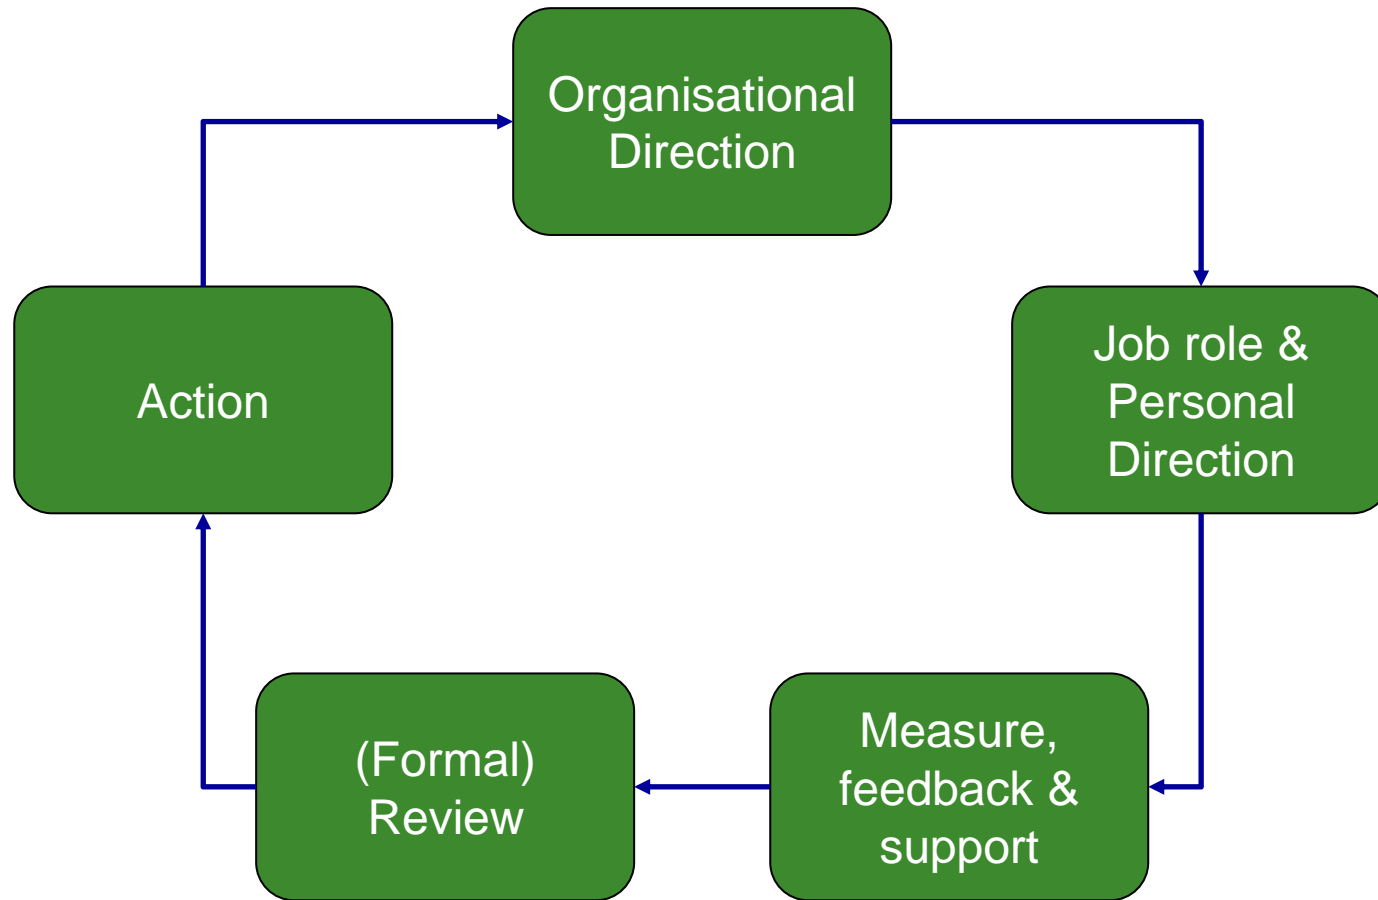 Organisational
Direction
Job role &
Personal
Direction
Measure,
feedback &
support
(Formal)
Review
Action